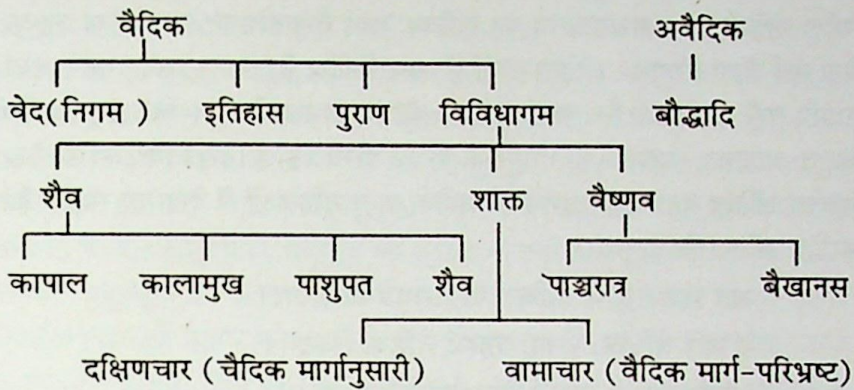 वैदिक अवैदिक
वेद(निगम ) इतिहास पुराण विविधागम बौद्धादि
शैव शाक्त वैष्णव
कापाल कालामुख पाशुपत शैव पाञ्चरात्र बैखानस
दक्षिणचार (चैदिक मार्गानुसारी) वामाचार (वैदिक मार्ग-परिभ्रष्ट)